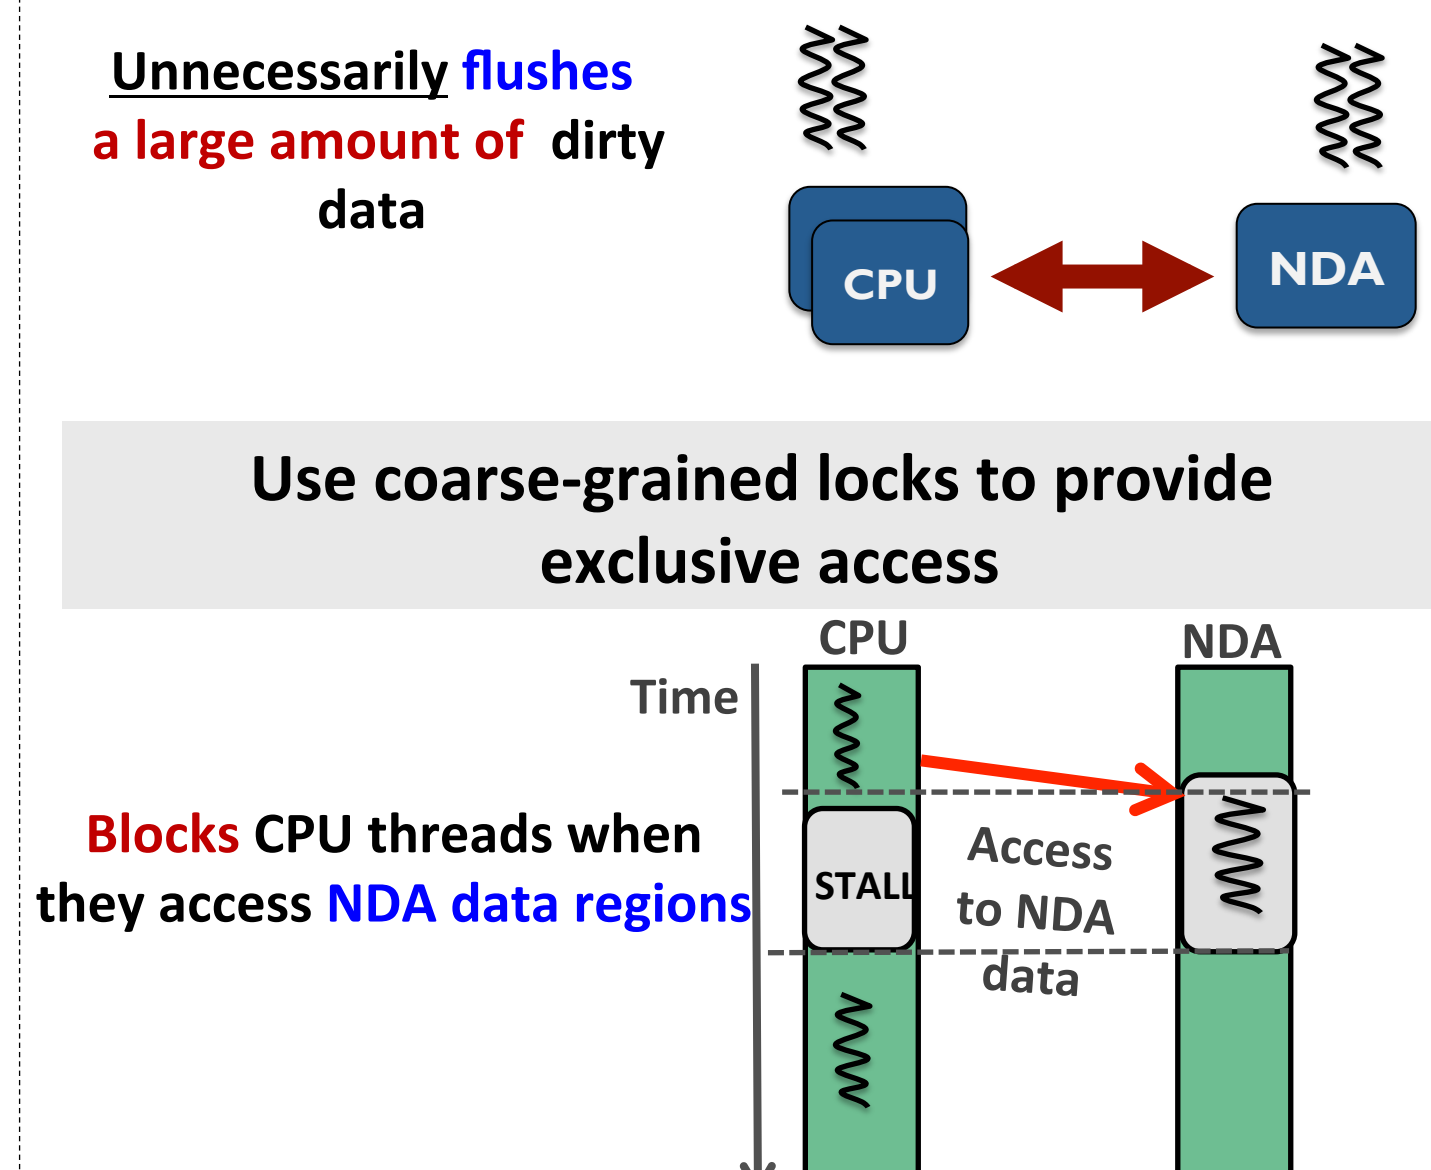 Unnecessarily flushes
a large amount of dirty
data
CPU
NDA
Use coarse-grained locks to provide
exclusive access
CPU
NDA
Time
Blocks CPU threads when
they access NDA data regions
STALL
Access
to NDA
data